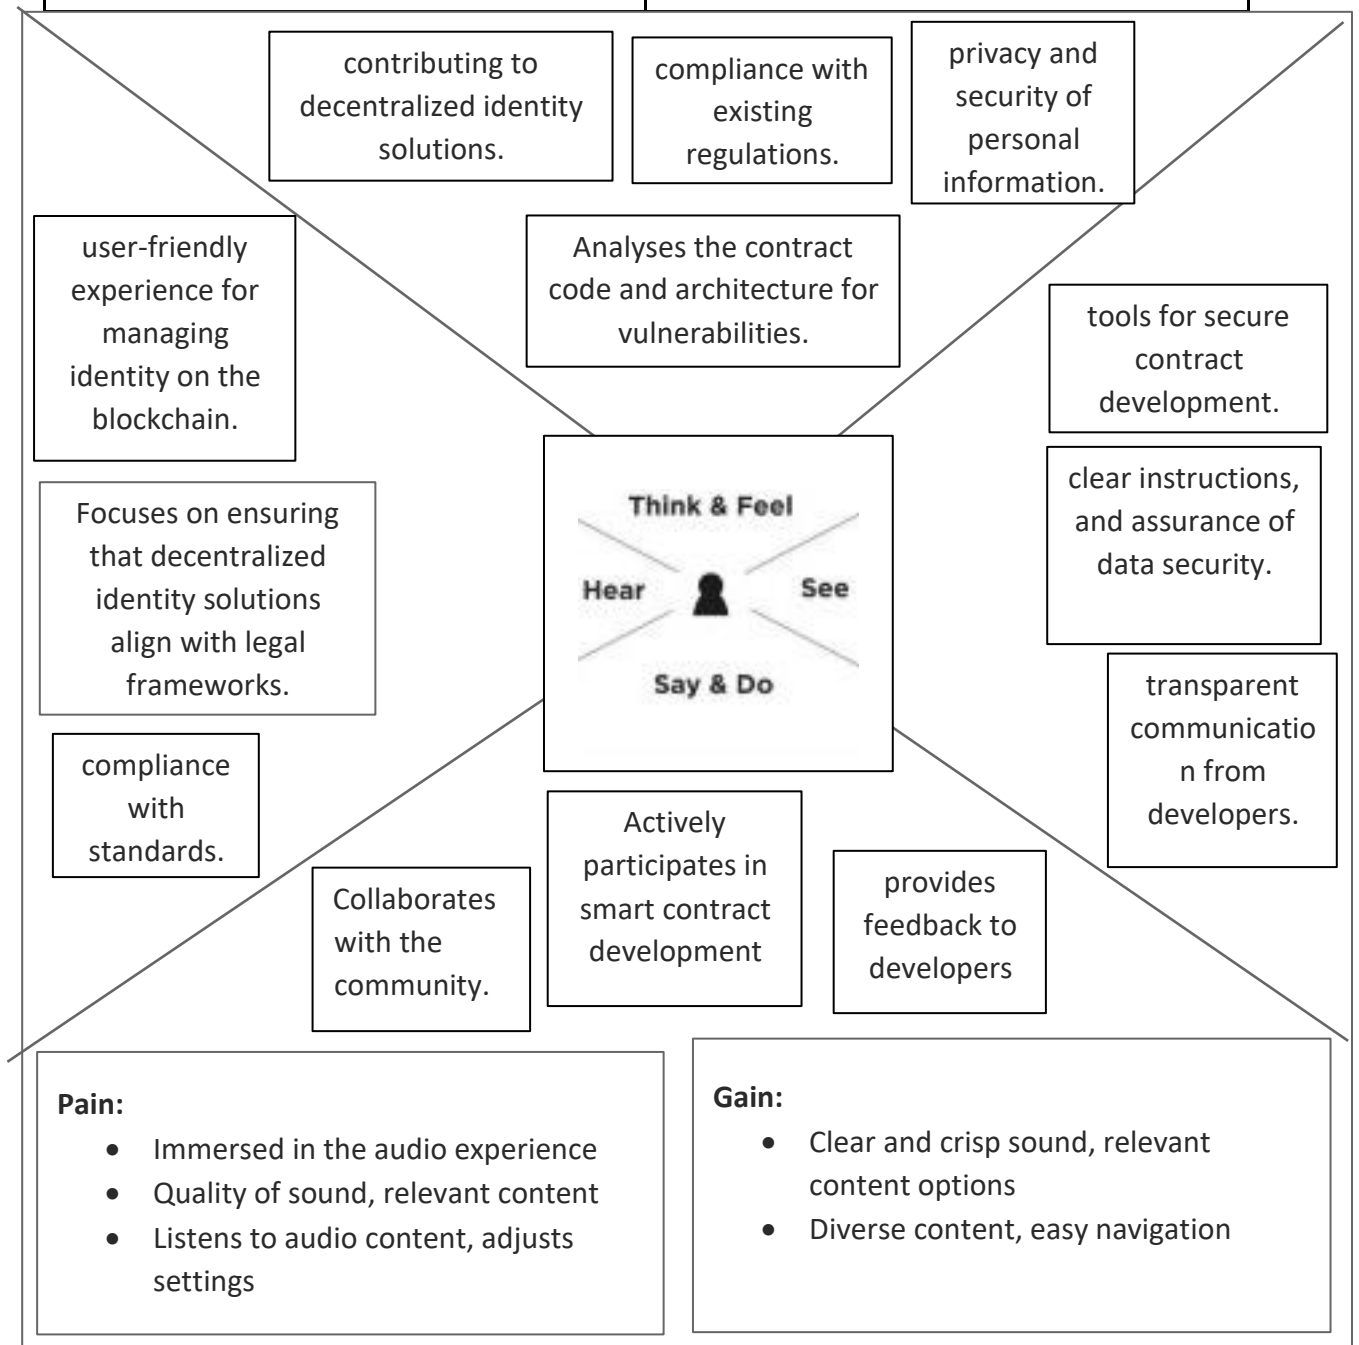 contributing to
decentralized identity
solutions.
compliance with
existing
regulations.
privacy and
security of
personal
information.
user-friendly
experience for
managing
identity on the
blockchain.
Analyses the contract
code and architecture for
vulnerabilities.
tools for secure
contract
development.
Focuses on ensuring
that decentralized
identity solutions
align with legal
frameworks.
clear instructions,
and assurance of
data security.
Think & Feel
Hear
See
Say & Do
compliance
with
standards.
transparent
communicatio
n from
developers.
Collaborates
with the
community.
Actively
participates in
smart contract
development
provides
feedback to
developers
Pain:
• Immersed in the audio experience
• Quality of sound, relevant content
• Listens to audio content, adjusts
settings
Gain:
• Clear and crisp sound, relevant
content options
• Diverse content, easy navigation